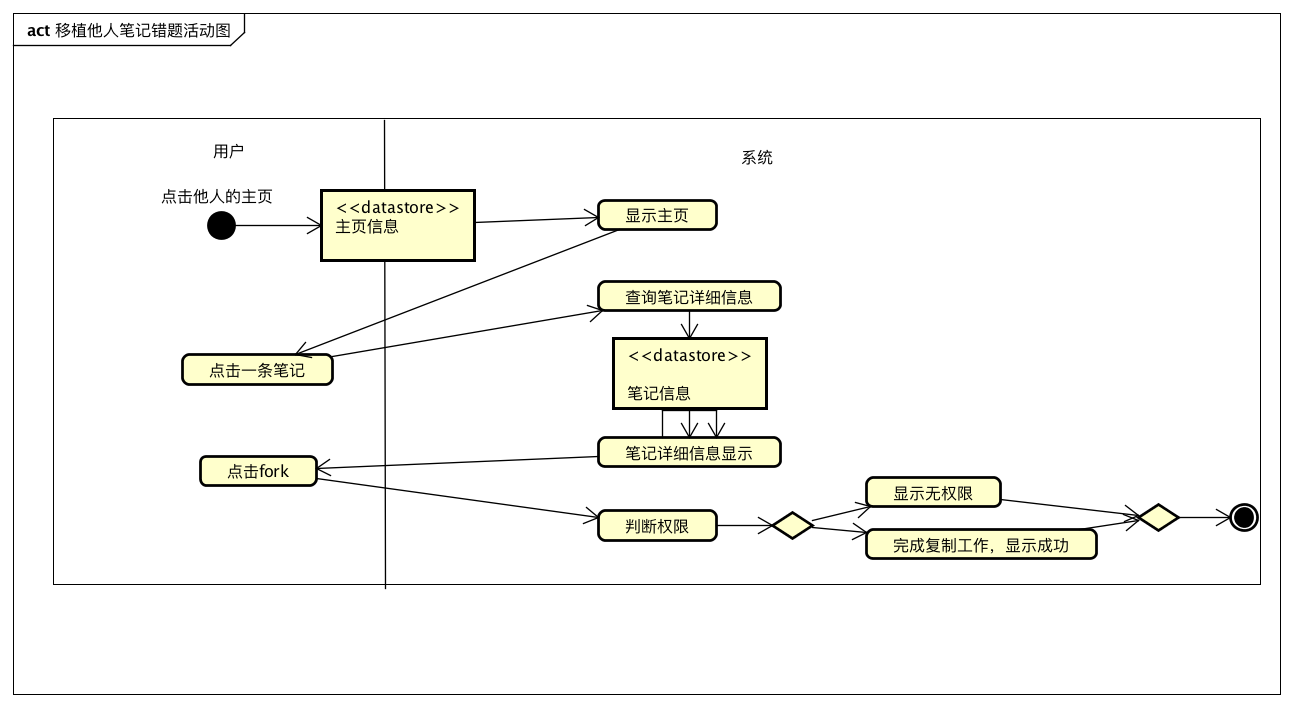 act 移植他人笔记错题活动图
用户
系统
点击他人的主页
<<datastore>>
主页信息
显示主页
查询笔记详细信息
<<datastore>>
笔记信息
点击一条笔记
笔记详细信息显示
点击fork
显示无权限
判断权限
完成复制工作，显示成功